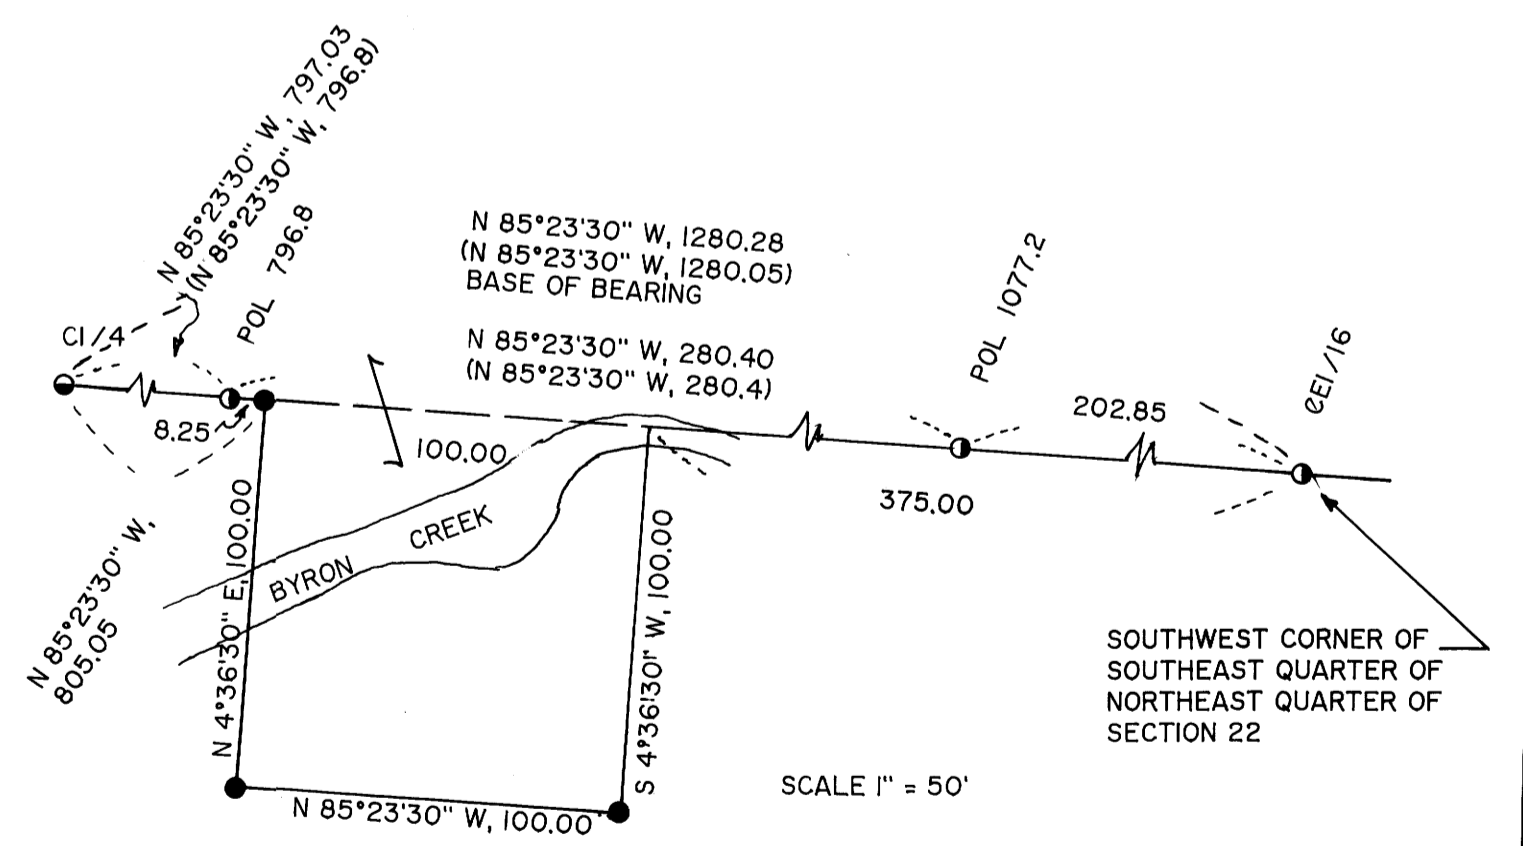 N 85°23'30" W, 797.03
(N 85°23'30" W, 796.8)
POL 796.8
C1/4
N 85°23'30" W, 1280.28
(N 85°23'30" W, 1280.05)
BASE OF BEARING
N 85°23'30" W, 280.40
(N 85°23'30" W, 280.4)
POL 1077.2
CE1/16
202.85
8.25
100.00
375.00
N 85°23'30" W,
805.05
N 4°36'30" E, 100.00
BYRON CREEK
S 4°36'30" W, 100.00
N 85°23'30" W, 100.00
SOUTHWEST CORNER OF
SOUTHEAST QUARTER OF
NORTHEAST QUARTER OF
SECTION 22
SCALE 1" = 50'